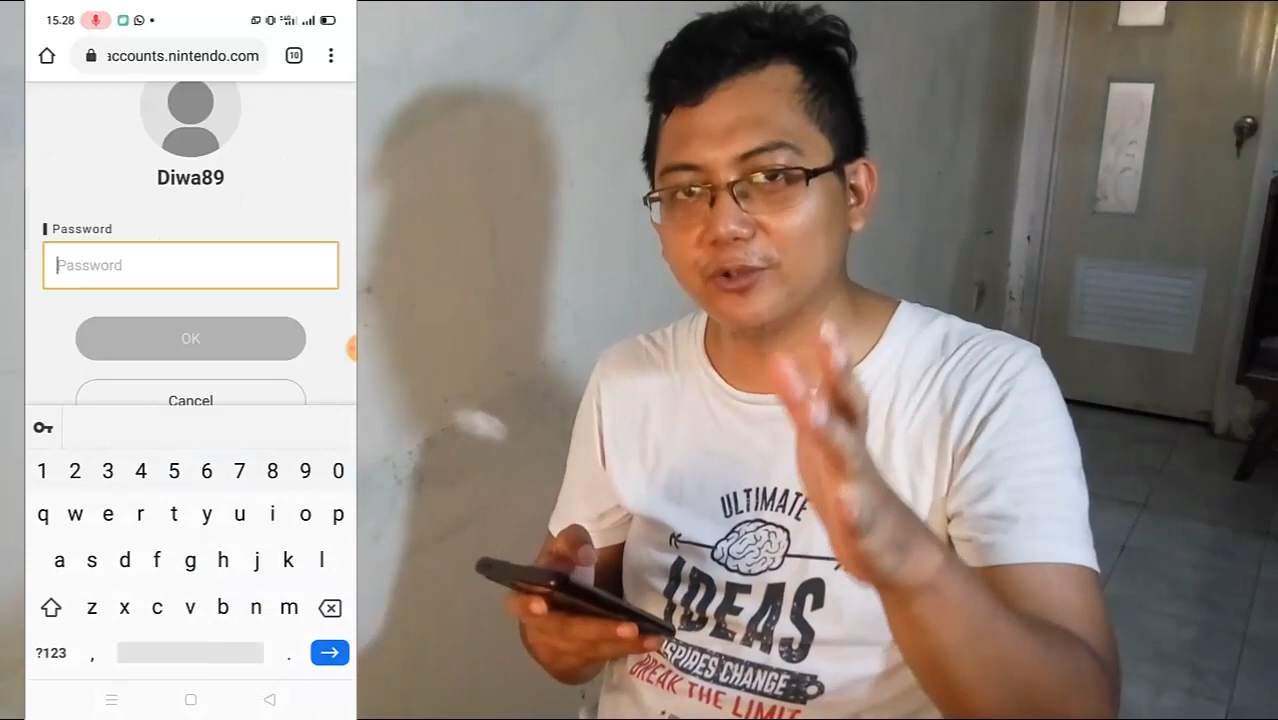 15.28
accounts.nintendo.com
10
Diwa89
Password
Password
OK
Cancel
1 2 3 4 5 6 7 8 9 0
q w e r t y u i o p
a s d f g h j k l
z x c v b n m
?123 , .
ULTIMATE
IDEAS
SPIRES CHANGE
BREAK THE LIMIT